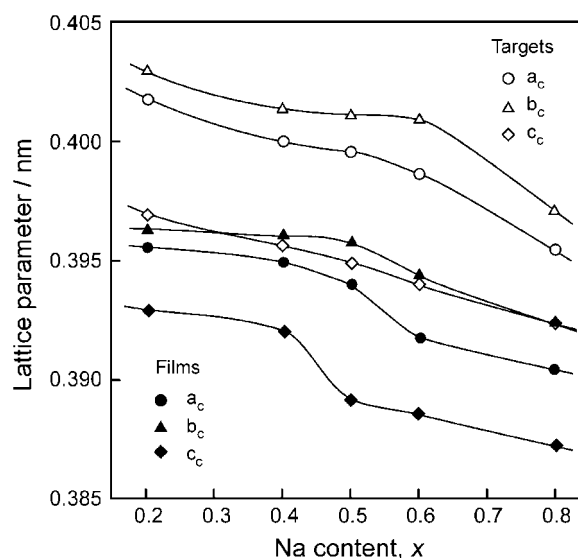 0.405
0.400
0.395
0.390
0.385
Lattice parameter / nm
Targets
a_c
b_c
c_c
Films
a_c
b_c
c_c
0.2 0.3 0.4 0.5 0.6 0.7 0.8
Na content, x